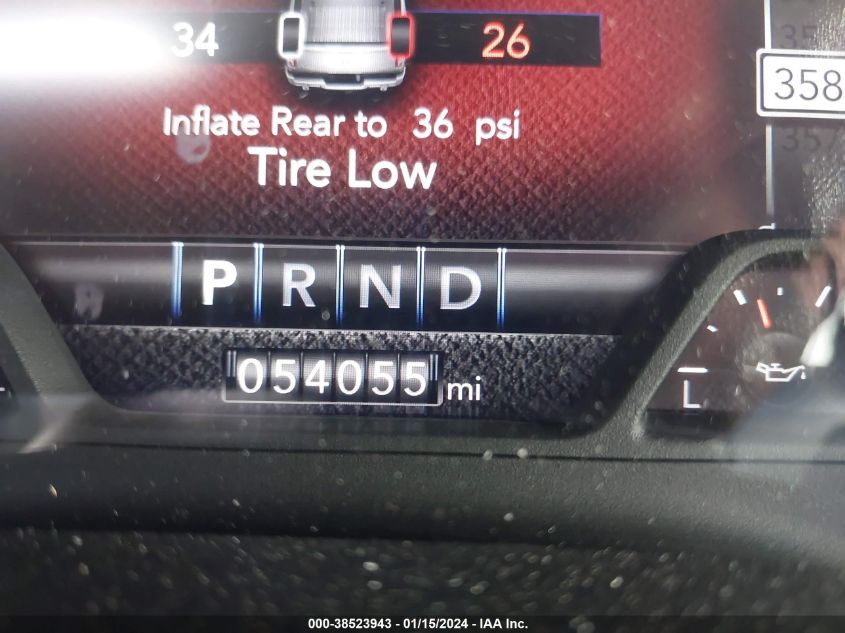 34 26
358
Inflate Rear to 36 psi
Tire Low
P R N D
054055 mi
L
000-38523943 - 01/15/2024 - IAA Inc.